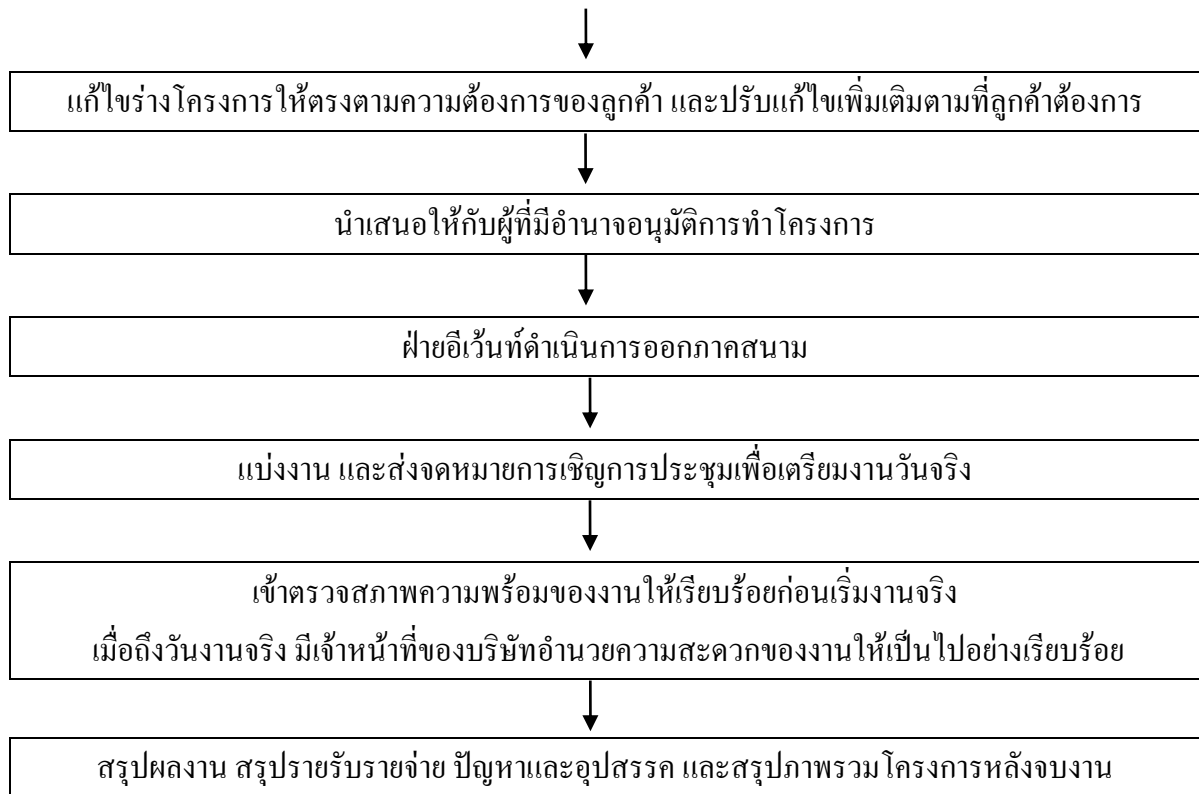 แก้ไขร่างโครงการให้ตรงตามความต้องการของลูกค้า และปรับแก้ไขเพิ่มเติมตามที่ลูกค้าต้องการ
นำเสนอให้กับผู้ที่มีอำนาจอนุมัติการทำโครงการ
ฝ่ายอีเว้นท์ดำเนินการออกภาคสนาม
แบ่งงาน และส่งจดหมายการเชิญการประชุมเพื่อเตรียมงานวันจริง
เข้าตรวจสภาพความพร้อมของงานให้เรียบร้อยก่อนเริ่มงานจริง
เมื่อถึงวันงานจริง มีเจ้าหน้าที่ของบริษัทอำนวยความสะดวกของงานให้เป็นไปอย่างเรียบร้อย
สรุปผลงาน สรุปรายรับรายจ่าย ปัญหาและอุปสรรค และสรุปภาพรวมโครงการหลังจบงาน